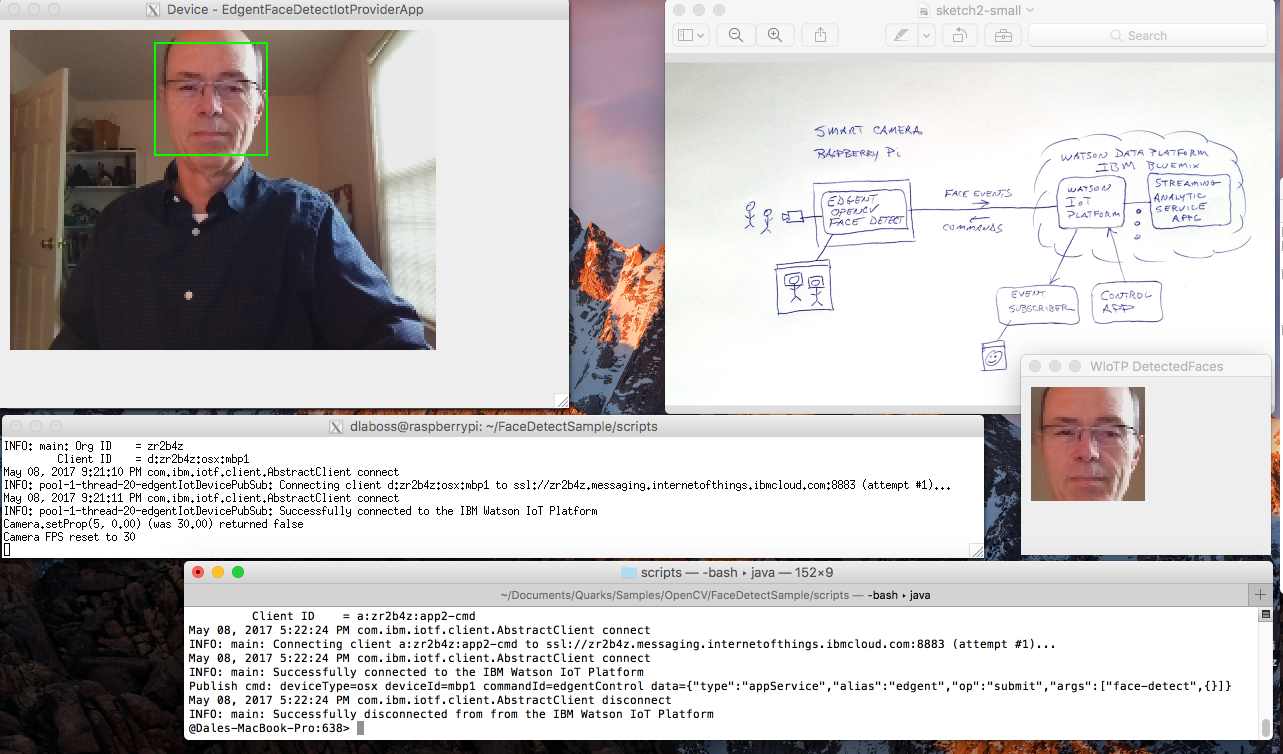 Device - EdgentFaceDetectIotProviderApp
sketch2-small
Search
SMART CAMERA
RASPBERRY Pi
EDGENT
OPENCV
FACE DETECT
FACE EVENTS
COMMANDS
WATSON DATA PLATFORM
IBM BLUEMIX
WATSON
IoT
PLATFORM
STREAMING
ANALYTIC
SERVICE
APPS
EVENT
SUBSCRIBER
CONTROL
APP
WIoTP DetectedFaces
dlaboss@raspberrypi: ~/FaceDetectSample/scripts
INFO: main: Org ID    = zr2b4z
Client ID    = d:zr2b4z:osx:mbp1
May 08, 2017 9:21:10 PM com.ibm.iotf.client.AbstractClient connect
INFO: pool-1-thread-20-edgentIotDevicePubSub: Connecting client d:zr2b4z:osx:mbp1 to ssl://zr2b4z.messaging.internetofthings.ibmcloud.com:8883 (attempt #1)...
May 08, 2017 9:21:11 PM com.ibm.iotf.client.AbstractClient connect
INFO: pool-1-thread-20-edgentIotDevicePubSub: Successfully connected to the IBM Watson IoT Platform
Camera.setProp(5, 0.00) (was 30.00) returned false
Camera FPS reset to 30
scripts — -bash ▸ java — 152×9
~/Documents/Quarks/Samples/OpenCV/FaceDetectSample/scripts — -bash ▸ java
Client ID    = a:zr2b4z:app2-cmd
May 08, 2017 5:22:24 PM com.ibm.iotf.client.AbstractClient connect
INFO: main: Connecting client a:zr2b4z:app2-cmd to ssl://zr2b4z.messaging.internetofthings.ibmcloud.com:8883 (attempt #1)...
May 08, 2017 5:22:24 PM com.ibm.iotf.client.AbstractClient connect
INFO: main: Successfully connected to the IBM Watson IoT Platform
Publish cmd: deviceType=osx deviceId=mbp1 commandId=edgentControl data={"type":"appService","alias":"edgent","op":"submit","args":["face-detect",{}]}
May 08, 2017 5:22:24 PM com.ibm.iotf.client.AbstractClient disconnect
INFO: main: Successfully disconnected from from the IBM Watson IoT Platform
@Dales-MacBook-Pro:638>